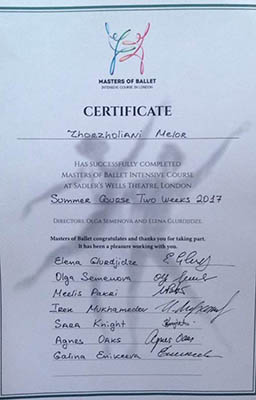 MASTERS OF BALLET
INTENSIVE COURSE IN LONDON
CERTIFICATE
Zhorzholiani Melor
HAS SUCCESSFULLY COMPLETED
MASTERS OF BALLET INTENSIVE COURSE
AT SADLER'S WELLS THEATRE, LONDON
Summer Course Two Weeks 2017
DIRECTORS: OLGA SEMENOVA AND ELENA GLURDJIDZE.
Masters of Ballet congratulates and thanks you for taking part.
It has been a pleasure working with you.
Elena Glurdjidze
Olga Semenova
Meelis Pakri
Irek Mukhamedov
Sara Knight
Agnes Oaks Agnes Oaks
Galina Enikeeva